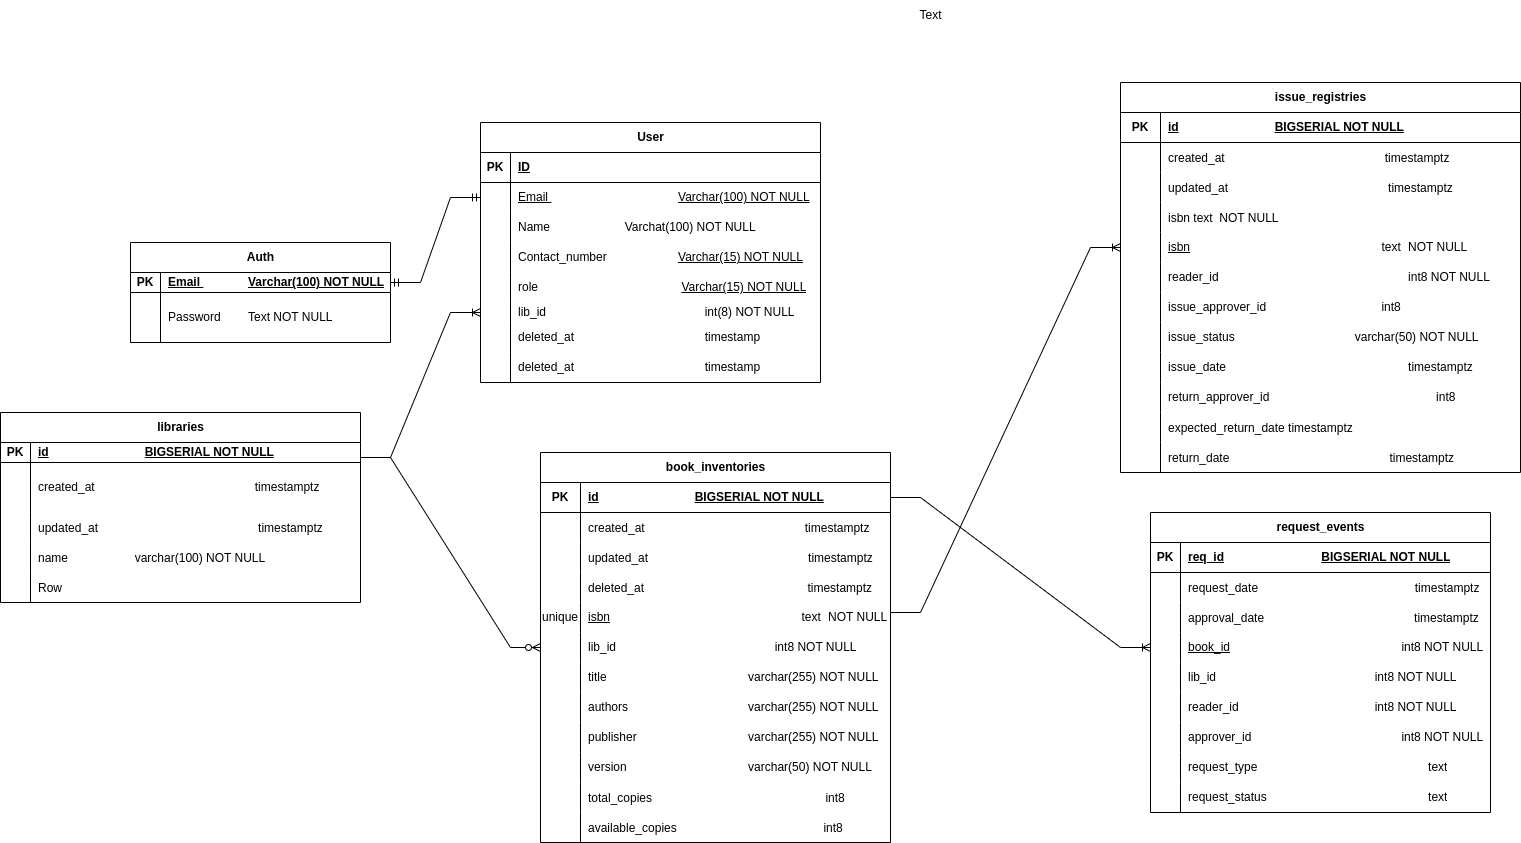 Text
User
PK ID
Email Varchar(100) NOT NULL
Name Varchat(100) NOT NULL
Contact_number Varchar(15) NOT NULL
role Varchar(15) NOT NULL
lib_id int(8) NOT NULL
deleted_at timestamp
deleted_at timestamp
Auth
PK Email Varchar(100) NOT NULL
Password Text NOT NULL
libraries
PK id BIGSERIAL NOT NULL
created_at timestamptz
updated_at timestamptz
name varchar(100) NOT NULL
Row
book_inventories
PK id BIGSERIAL NOT NULL
created_at timestamptz
updated_at timestamptz
deleted_at timestamptz
unique isbn text NOT NULL
lib_id int8 NOT NULL
title varchar(255) NOT NULL
authors varchar(255) NOT NULL
publisher varchar(255) NOT NULL
version varchar(50) NOT NULL
total_copies int8
available_copies int8
issue_registries
PK id BIGSERIAL NOT NULL
created_at timestamptz
updated_at timestamptz
isbn text NOT NULL
isbn text NOT NULL
reader_id int8 NOT NULL
issue_approver_id int8
issue_status varchar(50) NOT NULL
issue_date timestamptz
return_approver_id int8
expected_return_date timestamptz
return_date timestamptz
request_events
PK req_id BIGSERIAL NOT NULL
request_date timestamptz
approval_date timestamptz
book_id int8 NOT NULL
lib_id int8 NOT NULL
reader_id int8 NOT NULL
approver_id int8 NOT NULL
request_type text
request_status text